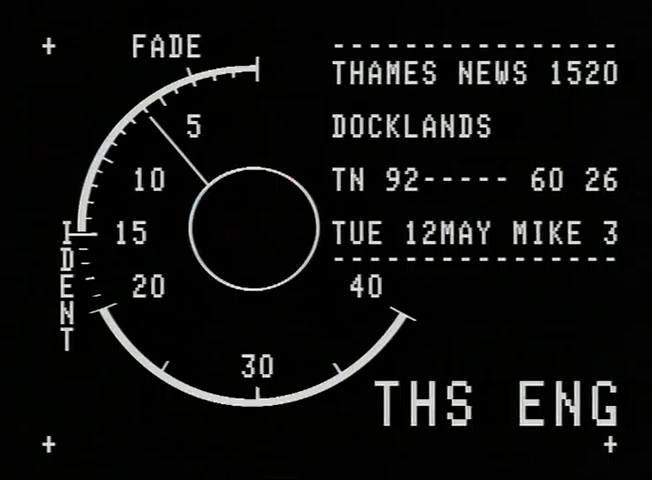 FADE
THAMES NEWS 1520
DOCKLANDS
TN 92----- 60 26
TUE 12MAY MIKE 3
5
10
15
20
30
40
IDENT
THS ENG